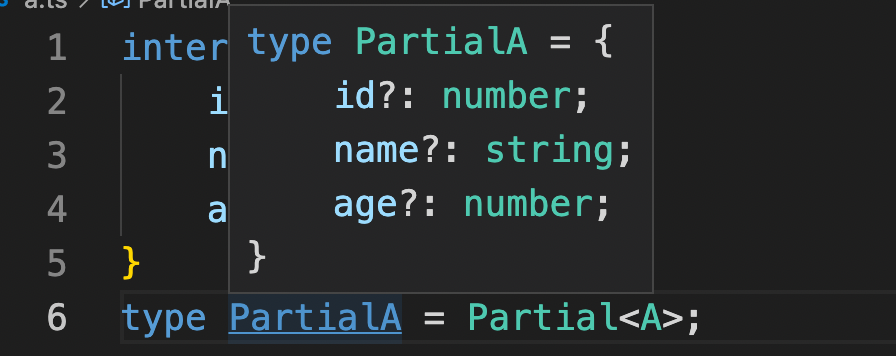 a.ts > PartialA
1 inter
2 i
3 n
4 a
5 }
6 type PartialA = Partial<A>;
type PartialA = {
id?: number;
name?: string;
age?: number;
}